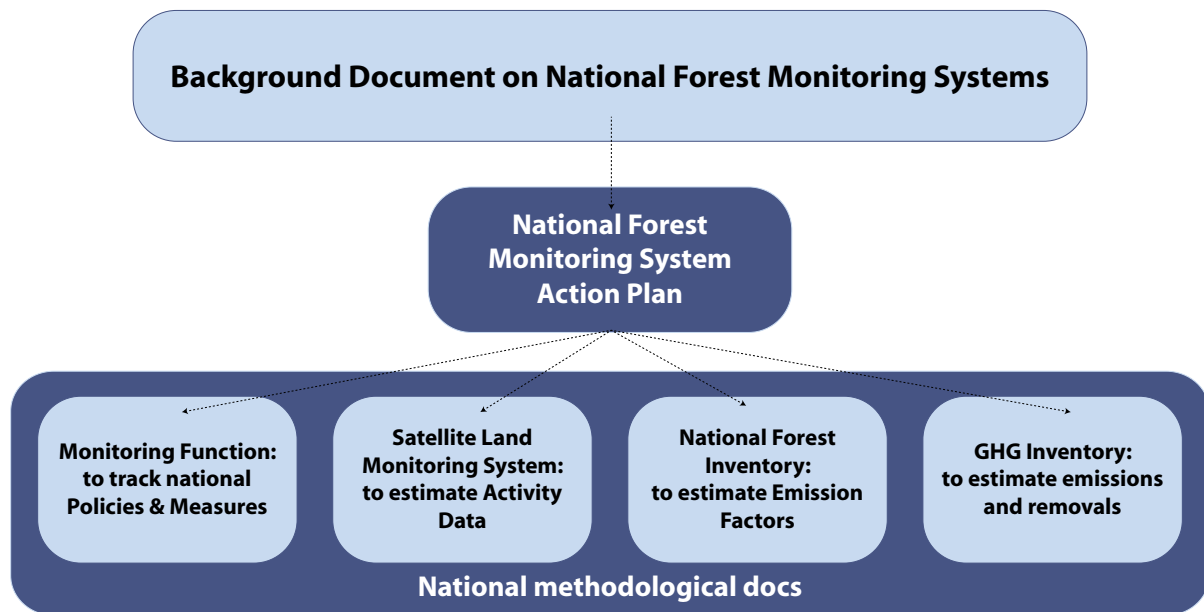 Background Document on National Forest Monitoring Systems
National Forest
Monitoring System
Action Plan
Monitoring Function:
to track national
Policies & Measures
Satellite Land
Monitoring System:
to estimate Activity
Data
National Forest
Inventory:
to estimate Emission
Factors
GHG Inventory:
to estimate emissions
and removals
National methodological docs